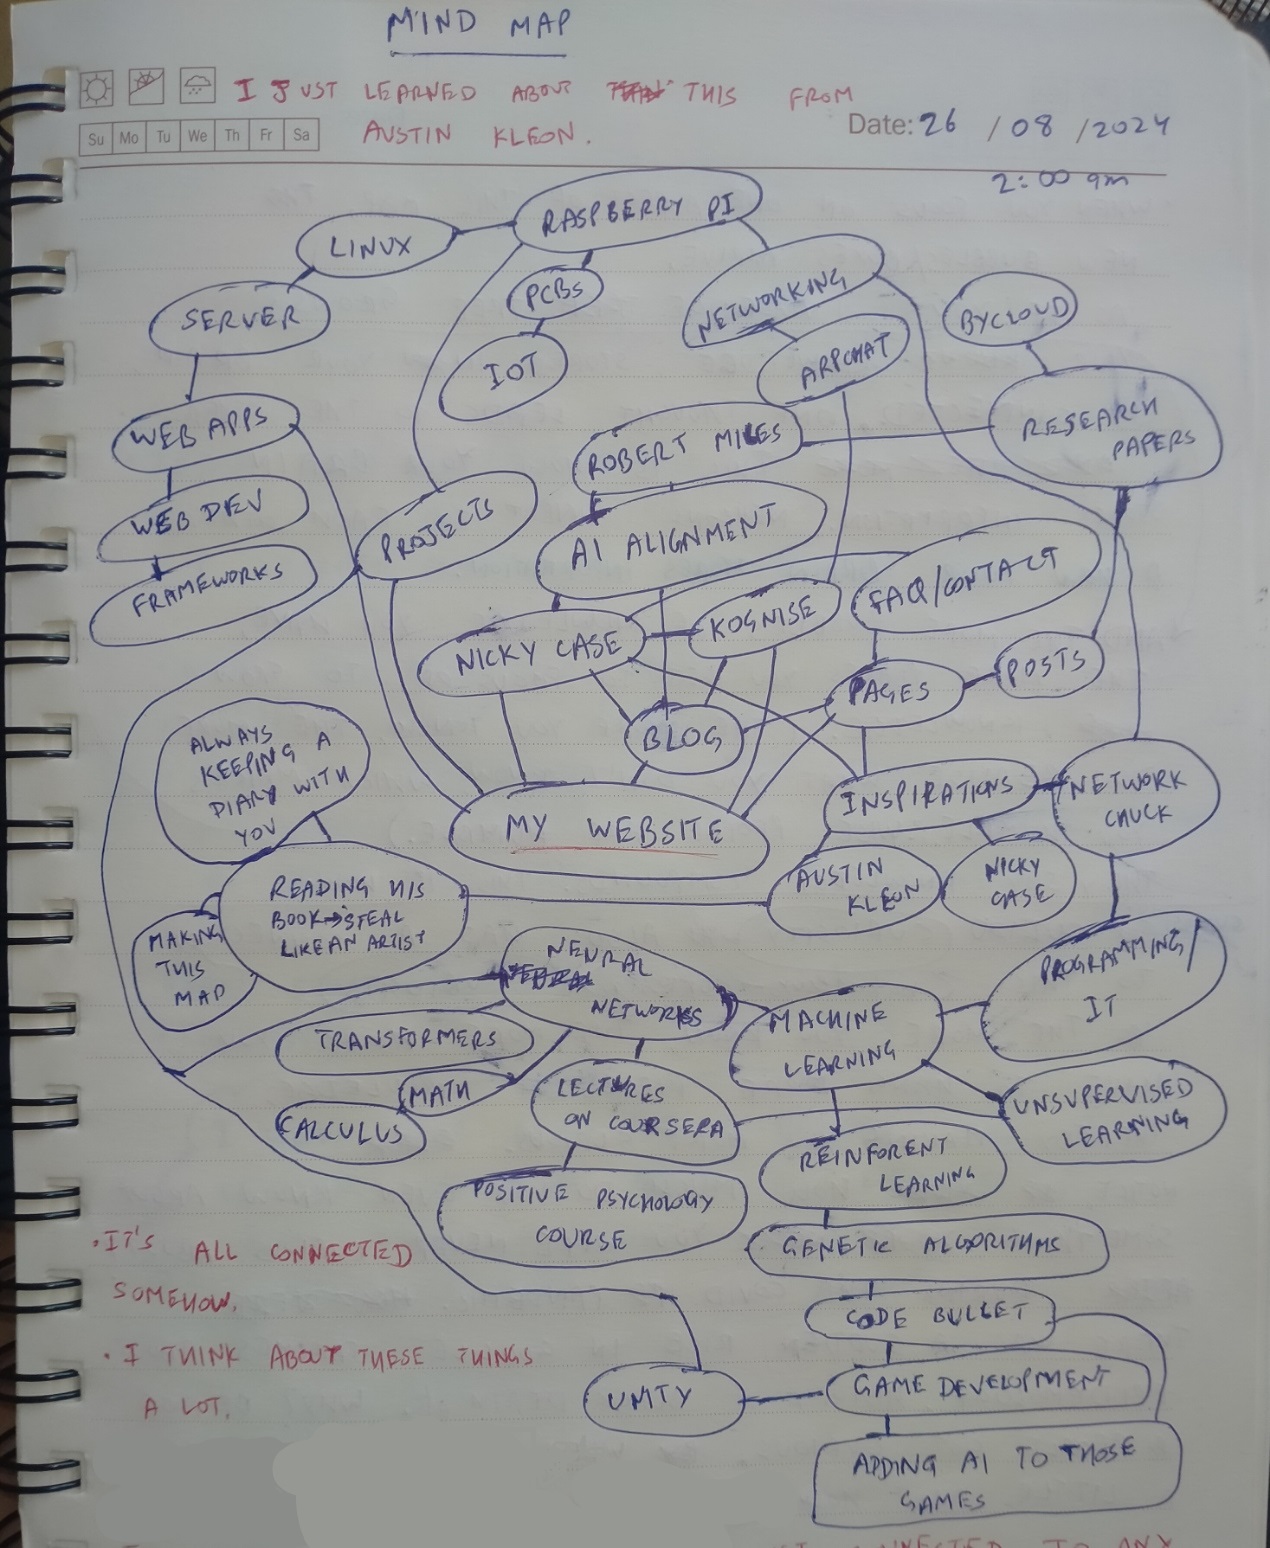 MIND MAP
I JUST LEARNED ABOUT THIS FROM
AUSTIN KLEON.
Su Mo Tu We Th Fr Sa
Date: 26 / 08 / 2024
2:00 am
RASPBERRY PI
LINUX
PCBs
NETWORKING
SERVER
BYCLOUD
IOT
ARPCHAT
WEB APPS
ROBERT MILES
RESEARCH
PAPERS
WEB DEV
PROJECTS
AI ALIGNMENT
FRAMEWORKS
FAQ/CONTACT
NICKY CASE
KOGNISE
PAGES
POSTS
BLOG
ALWAYS
KEEPING A
DIARY WITH
YOU
MY WEBSITE
INSPIRATIONS
NETWORK
CHUCK
READING HIS
BOOK→STEAL
LIKE AN ARTIST
AUSTIN
KLEON
NICKY
CASE
MAKING
THIS
MAP
NEURAL
NETWORKS
PROGRAMMING/
IT
TRANSFORMERS
MACHINE
LEARNING
MATH
LECTURES
ON COURSERA
UNSUPERVISED
LEARNING
CALCULUS
REINFORENT
LEARNING
POSITIVE PSYCHOLOGY
COURSE
GENETIC ALGORITHMS
• IT'S ALL CONNECTED
SOMEHOW.
CODE BULLET
• I THINK ABOUT THESE THINGS
A LOT.
UNITY
GAME DEVELOPMENT
ADDING AI TO THOSE
GAMES